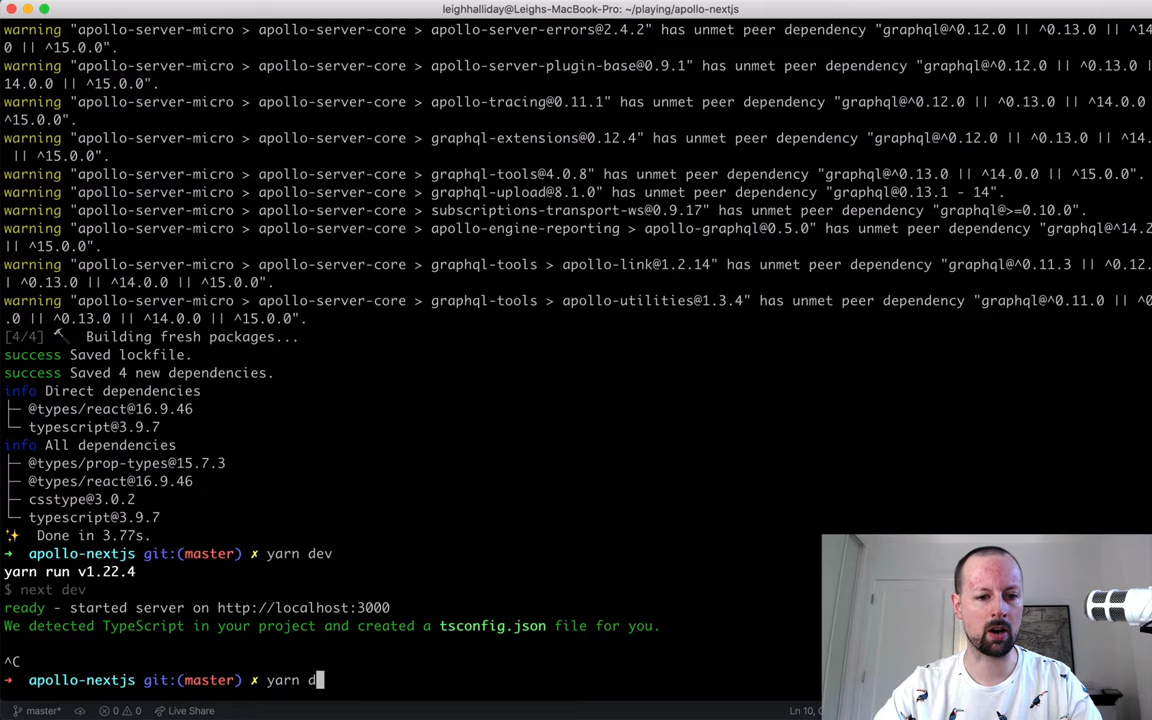 leighhalliday@Leighs-MacBook-Pro: ~/playing/apollo-nextjs
warning "apollo-server-micro > apollo-server-core > apollo-server-errors@2.4.2" has unmet peer dependency "graphql@^0.12.0 || ^0.13.0 || ^14
0 || ^15.0.0".
warning "apollo-server-micro > apollo-server-core > apollo-server-plugin-base@0.9.1" has unmet peer dependency "graphql@^0.12.0 || ^0.13.0 |
14.0.0 || ^15.0.0".
warning "apollo-server-micro > apollo-server-core > apollo-tracing@0.11.1" has unmet peer dependency "graphql@^0.12.0 || ^0.13.0 || ^14.0.0
^15.0.0".
warning "apollo-server-micro > apollo-server-core > graphql-extensions@0.12.4" has unmet peer dependency "graphql@^0.12.0 || ^0.13.0 || ^14.
|| ^15.0.0".
warning "apollo-server-micro > apollo-server-core > graphql-tools@4.0.8" has unmet peer dependency "graphql@^0.13.0 || ^14.0.0 || ^15.0.0".
warning "apollo-server-micro > apollo-server-core > graphql-upload@8.1.0" has unmet peer dependency "graphql@0.13.1 - 14".
warning "apollo-server-micro > apollo-server-core > subscriptions-transport-ws@0.9.17" has unmet peer dependency "graphql@>=0.10.0".
warning "apollo-server-micro > apollo-server-core > apollo-engine-reporting > apollo-graphql@0.5.0" has unmet peer dependency "graphql@^14.2
|| ^15.0.0".
warning "apollo-server-micro > apollo-server-core > graphql-tools > apollo-link@1.2.14" has unmet peer dependency "graphql@^0.11.3 || ^0.12.
| ^0.13.0 || ^14.0.0 || ^15.0.0".
warning "apollo-server-micro > apollo-server-core > graphql-tools > apollo-utilities@1.3.4" has unmet peer dependency "graphql@^0.11.0 || ^0
.0 || ^0.13.0 || ^14.0.0 || ^15.0.0".
[4/4] 🔨 Building fresh packages...
success Saved lockfile.
success Saved 4 new dependencies.
info Direct dependencies
├─ @types/react@16.9.46
└─ typescript@3.9.7
info All dependencies
├─ @types/prop-types@15.7.3
├─ @types/react@16.9.46
├─ csstype@3.0.2
└─ typescript@3.9.7
✨ Done in 3.77s.
➜ apollo-nextjs git:(master) ✗ yarn dev
yarn run v1.22.4
$ next dev
ready - started server on http://localhost:3000
We detected TypeScript in your project and created a tsconfig.json file for you.
^C
➜ apollo-nextjs git:(master) ✗ yarn d
master* 0 0 Live Share Ln 10,